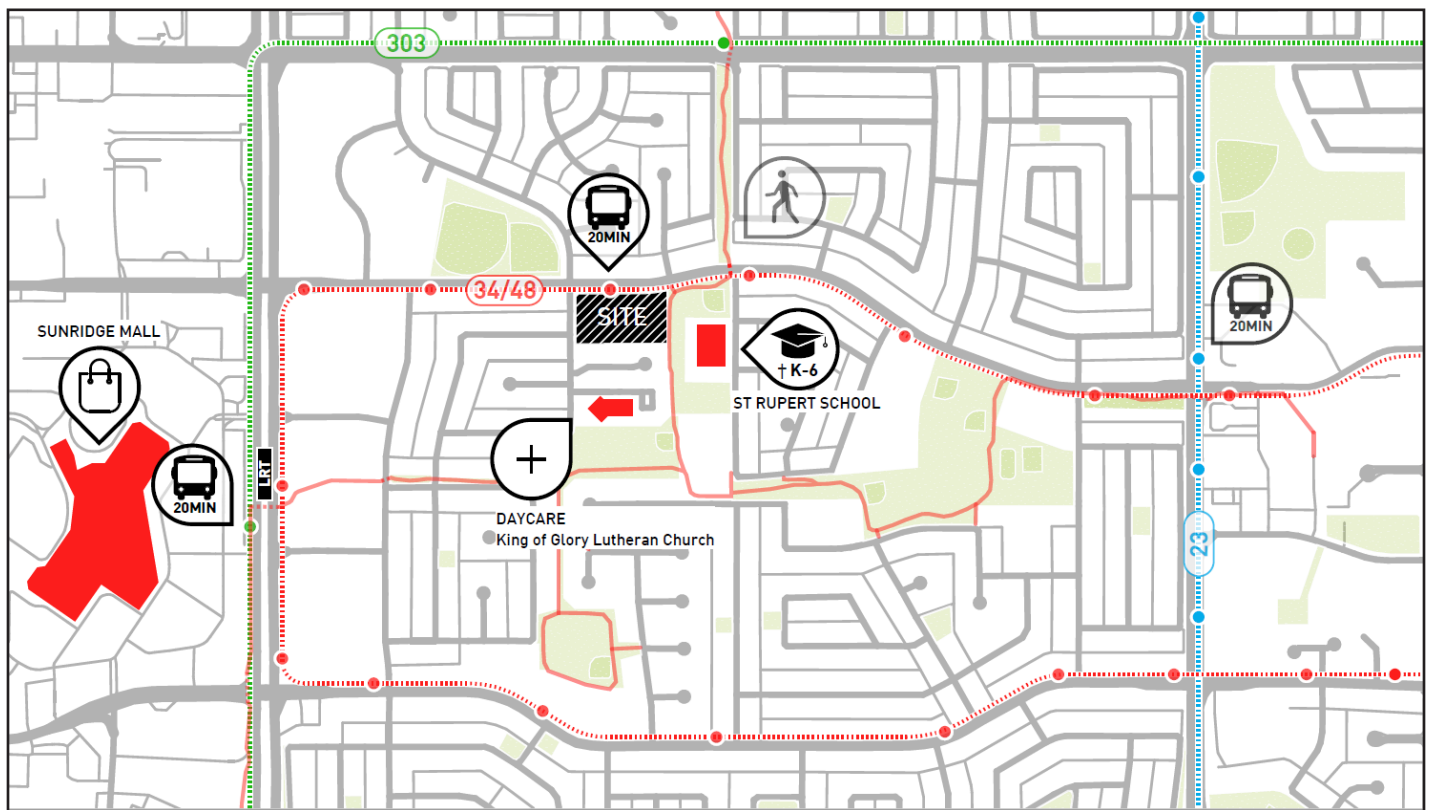 303
20MIN
34/48
SITE
20MIN
SUNRIDGE MALL
† K-6
ST RUPERT SCHOOL
LRT
20MIN
DAYCARE
King of Glory Lutheran Church
23